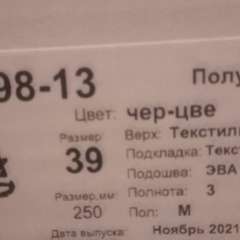 98-13 Полу
Цвет: чер-цве
Размер: Верх: Текстиль
39 Подкладка: Текс
Подошва: ЭВА
Размер,мм: Полнота: 3
250 Пол: М
Дата выпуска: Ноябрь 2021